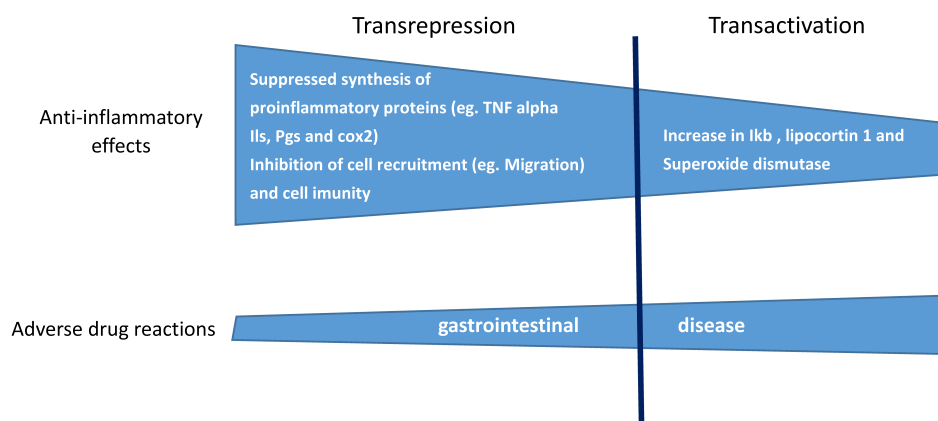 Transrepression
Transactivation
Anti-inflammatory
effects
Suppressed synthesis of
proinflammatory proteins (eg. TNF alpha
Ils, Pgs and cox2)
Inhibition of cell recruitment (eg. Migration)
and cell imunity
Increase in Ikb , lipocortin 1 and
Superoxide dismutase
Adverse drug reactions
gastrointestinal
disease